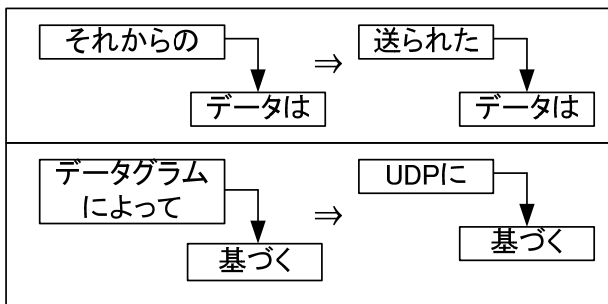 それからの
⇒
送られた
データは
データは
データグラム
によって
⇒
UDPに
基づく
基づく